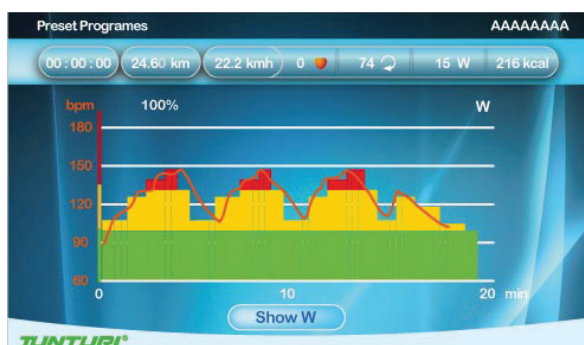 Preset Programes AAAAAAAA
00:00:00 24.60 km 22.2 kmh 0 74 15 W 216 kcal
bpm 100% W
180
150
120
90
60
0 10 20 min
Show W
TUNTURI®